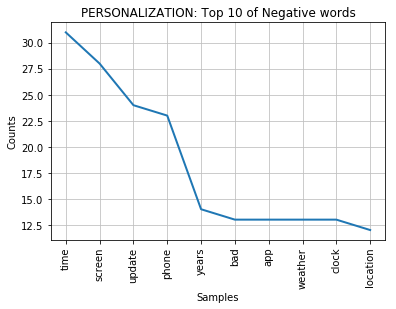 PERSONALIZATION: Top 10 of Negative words
30.0
27.5
25.0
22.5
20.0
17.5
15.0
12.5
Counts
time
screen
update
phone
years
bad
app
weather
clock
location
Samples